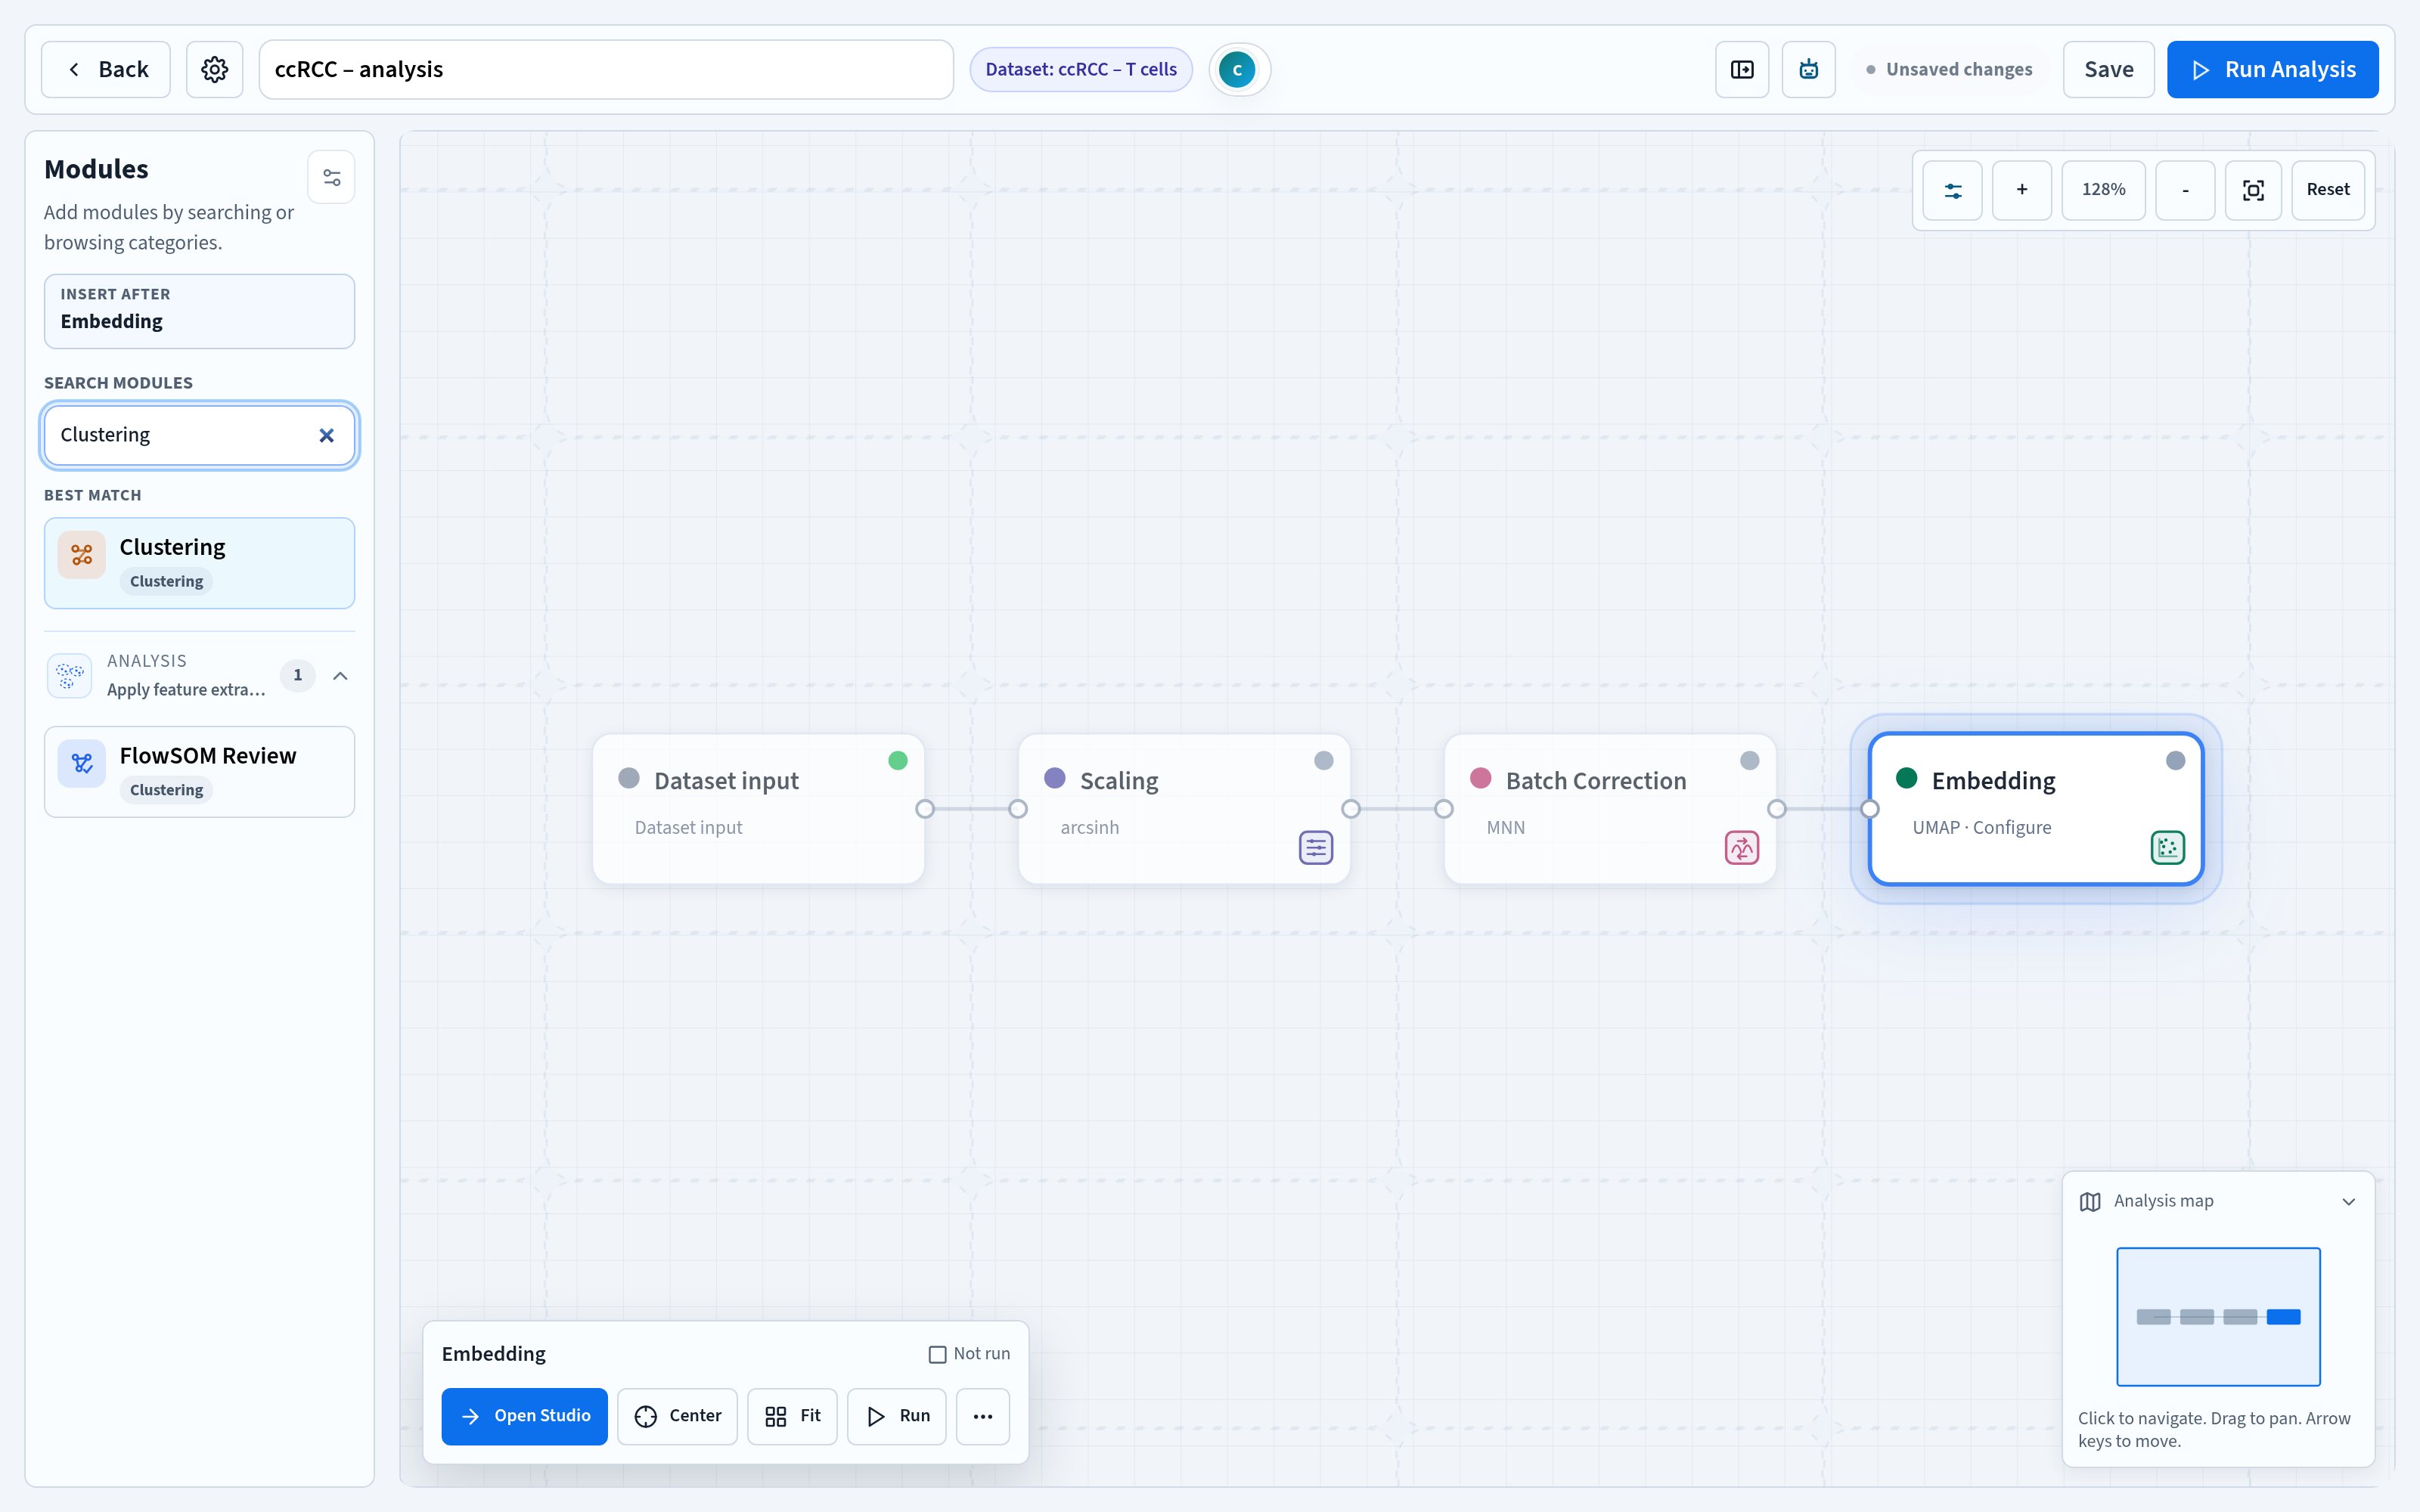 Back
ccRCC – analysis
Dataset: ccRCC – T cells
C
Unsaved changes
Save
Run Analysis
Modules
Add modules by searching or
browsing categories.
INSERT AFTER
Embedding
SEARCH MODULES
Clustering
BEST MATCH
Clustering
Clustering
ANALYSIS
Apply feature extra...
1
FlowSOM Review
Clustering
+
128%
-
Reset
Dataset input
Dataset input
Scaling
arcsinh
Batch Correction
MNN
Embedding
UMAP · Configure
Embedding
Not run
Open Studio
Center
Fit
Run
Analysis map
Click to navigate. Drag to pan. Arrow
keys to move.